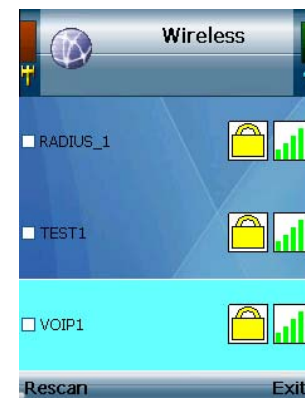 Wireless
RADIUS_1
TEST1
VOIP1
Rescan Exit